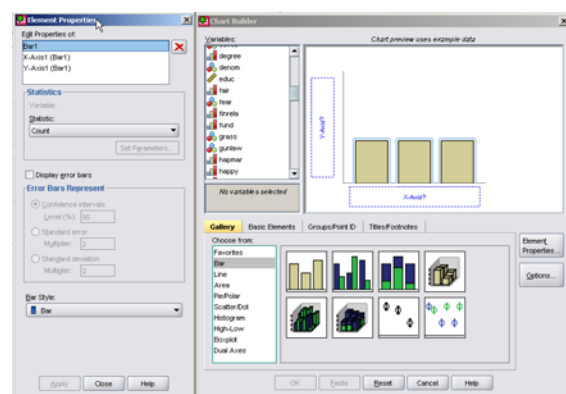 Element Properties
Edit Properties of:
Bar1
X-Axis1 (Bar1)
Y-Axis1 (Bar1)
Statistics
Variable:
Statistic:
Count
Set Parameters...
Display error bars
Error Bars Represent
Confidence intervals
Level (%): 95
Standard error
Multiplier: 2
Standard deviation
Multiplier: 2
Bar Style:
Bar
Apply Close Help
Chart Builder
Variables:
degree
denom
educ
fair
fear
finrela
fund
grass
gunlaw
hapmar
happy
No variables selected
Chart preview uses example data
Y-Axis?
X-Axis?
Gallery Basic Elements Groups/Point ID Titles/Footnotes
Choose from:
Favorites
Bar
Line
Area
Pie/Polar
Scatter/Dot
Histogram
High-Low
Boxplot
Dual Axes
Element
Properties...
Options...
OK Paste Reset Cancel Help